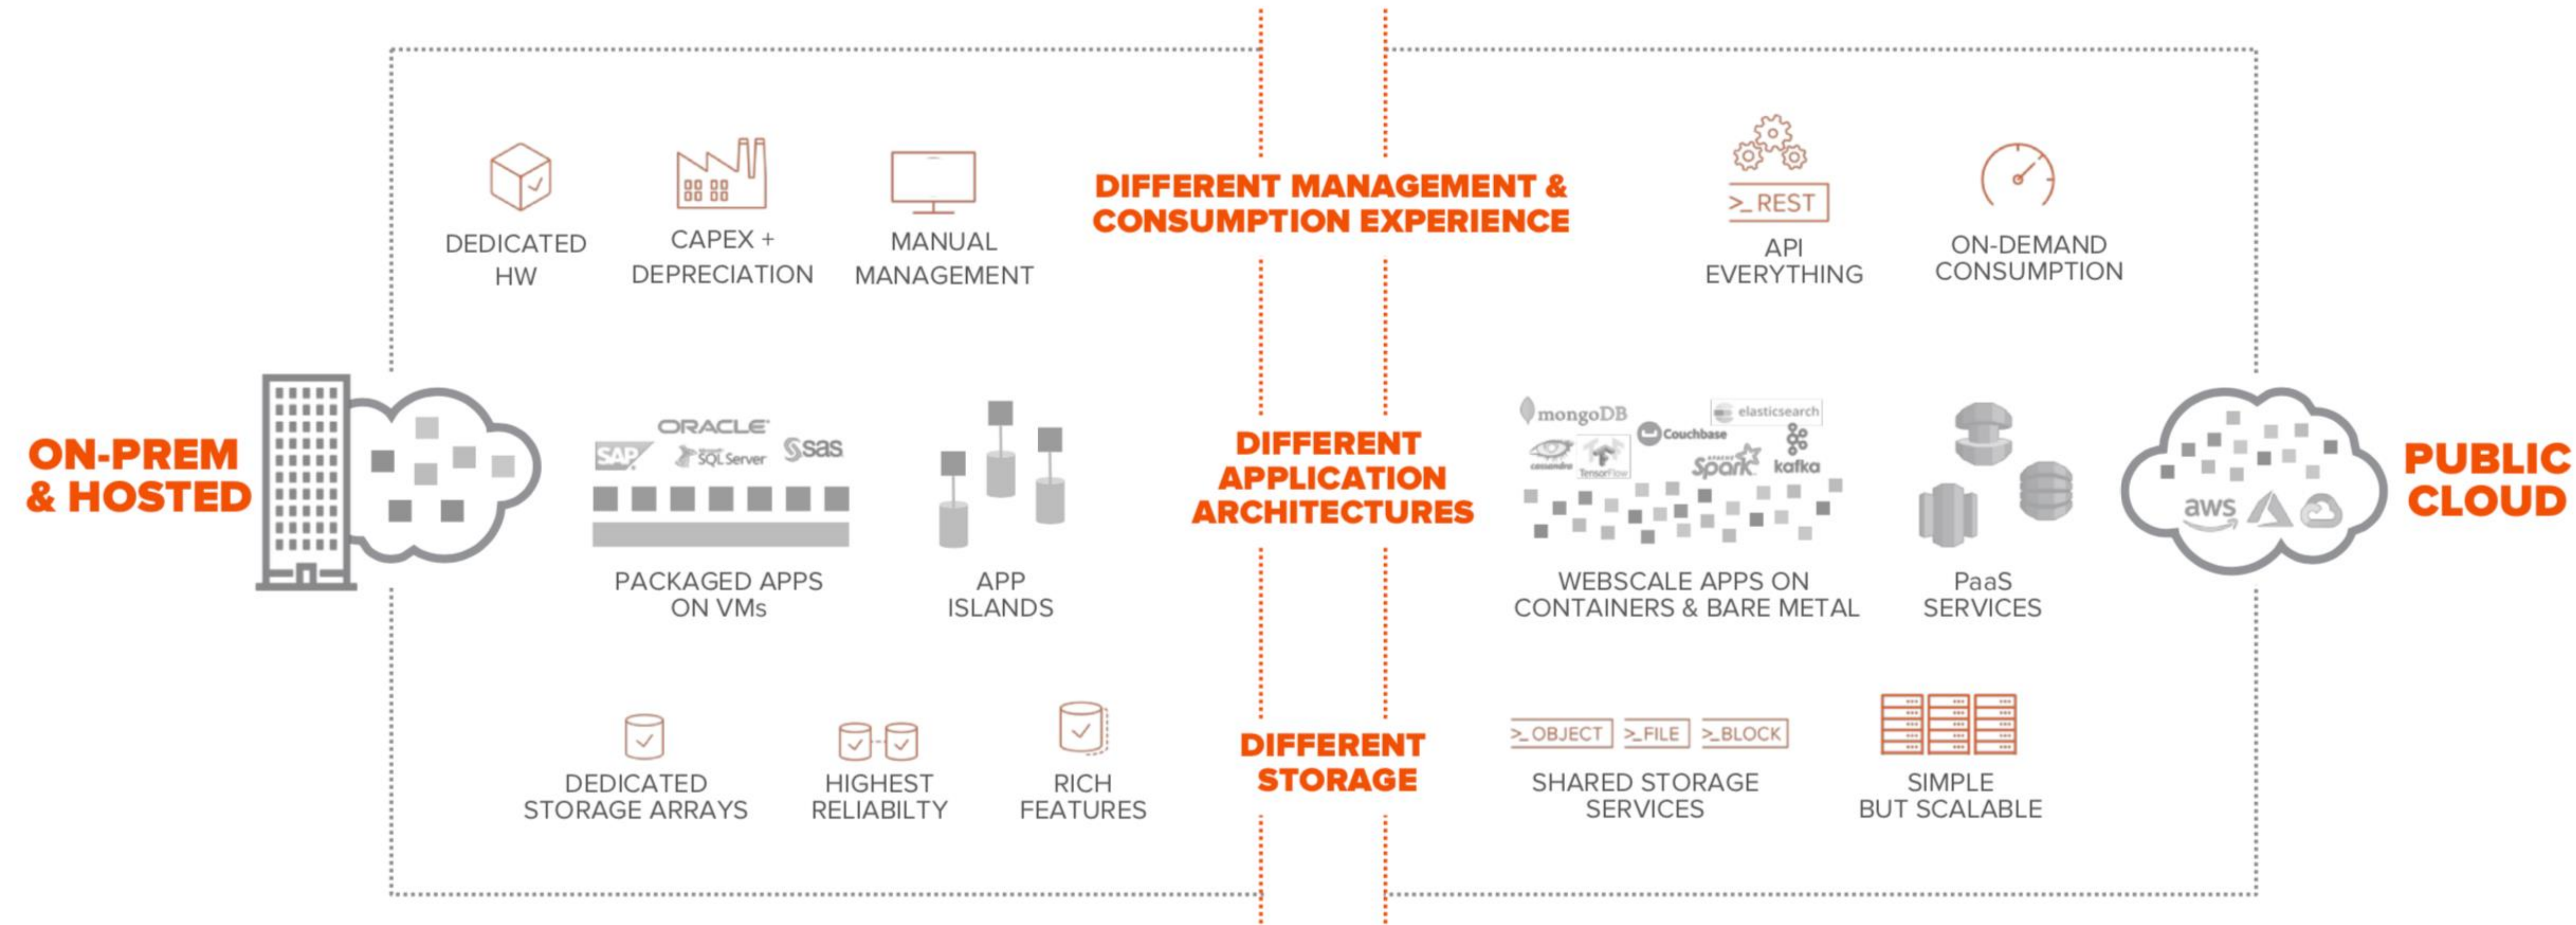 ON-PREM
& HOSTED
DEDICATED
HW
CAPEX +
DEPRECIATION
MANUAL
MANAGEMENT
ORACLE
SAP
SQL Server
sas
PACKAGED APPS
ON VMs
APP
ISLANDS
DEDICATED
STORAGE ARRAYS
HIGHEST
RELIABILTY
RICH
FEATURES
DIFFERENT MANAGEMENT &
CONSUMPTION EXPERIENCE
DIFFERENT
APPLICATION
ARCHITECTURES
DIFFERENT
STORAGE
>_ REST
API
EVERYTHING
ON-DEMAND
CONSUMPTION
mongoDB
elasticsearch
Couchbase
cassandra
TensorFlow
APACHE
Spark
kafka
WEBSCALE APPS ON
CONTAINERS & BARE METAL
PaaS
SERVICES
>_OBJECT
>_FILE
>_BLOCK
SHARED STORAGE
SERVICES
SIMPLE
BUT SCALABLE
aws
PUBLIC
CLOUD